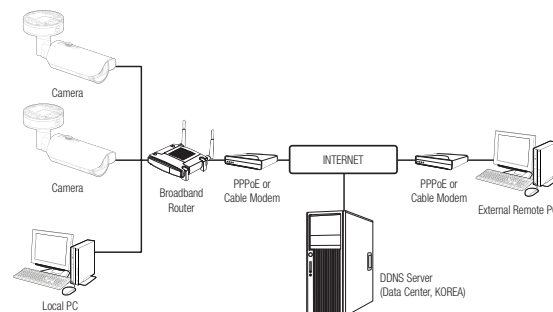 Camera
Camera
Local PC
Broadband
Router
PPPoE or
Cable Modem
INTERNET
PPPoE or
Cable Modem
External Remote PC
DDNS Server
(Data Center, KOREA)